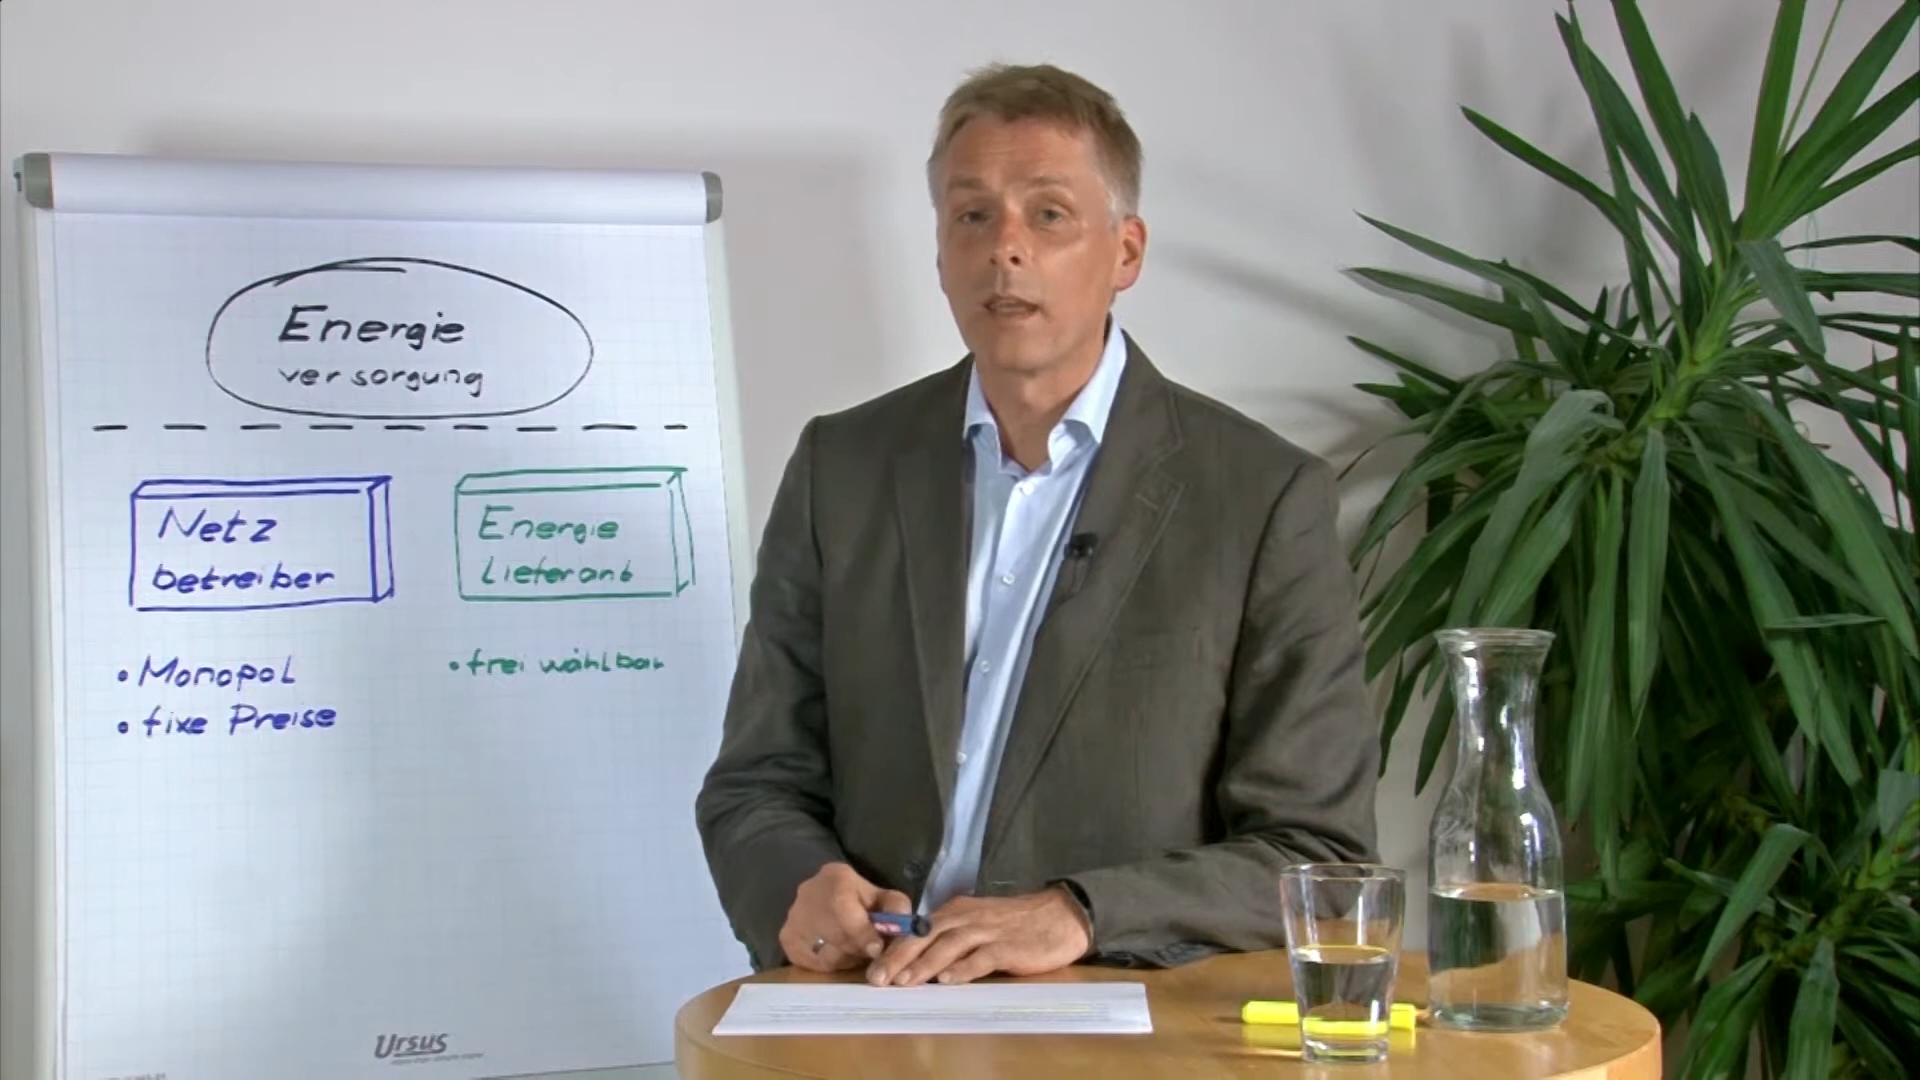 Energie
versorgung
Netz
betreiber
Energie
Lieferant
• Monopol
• fixe Preise
• frei wählbar
Ursus